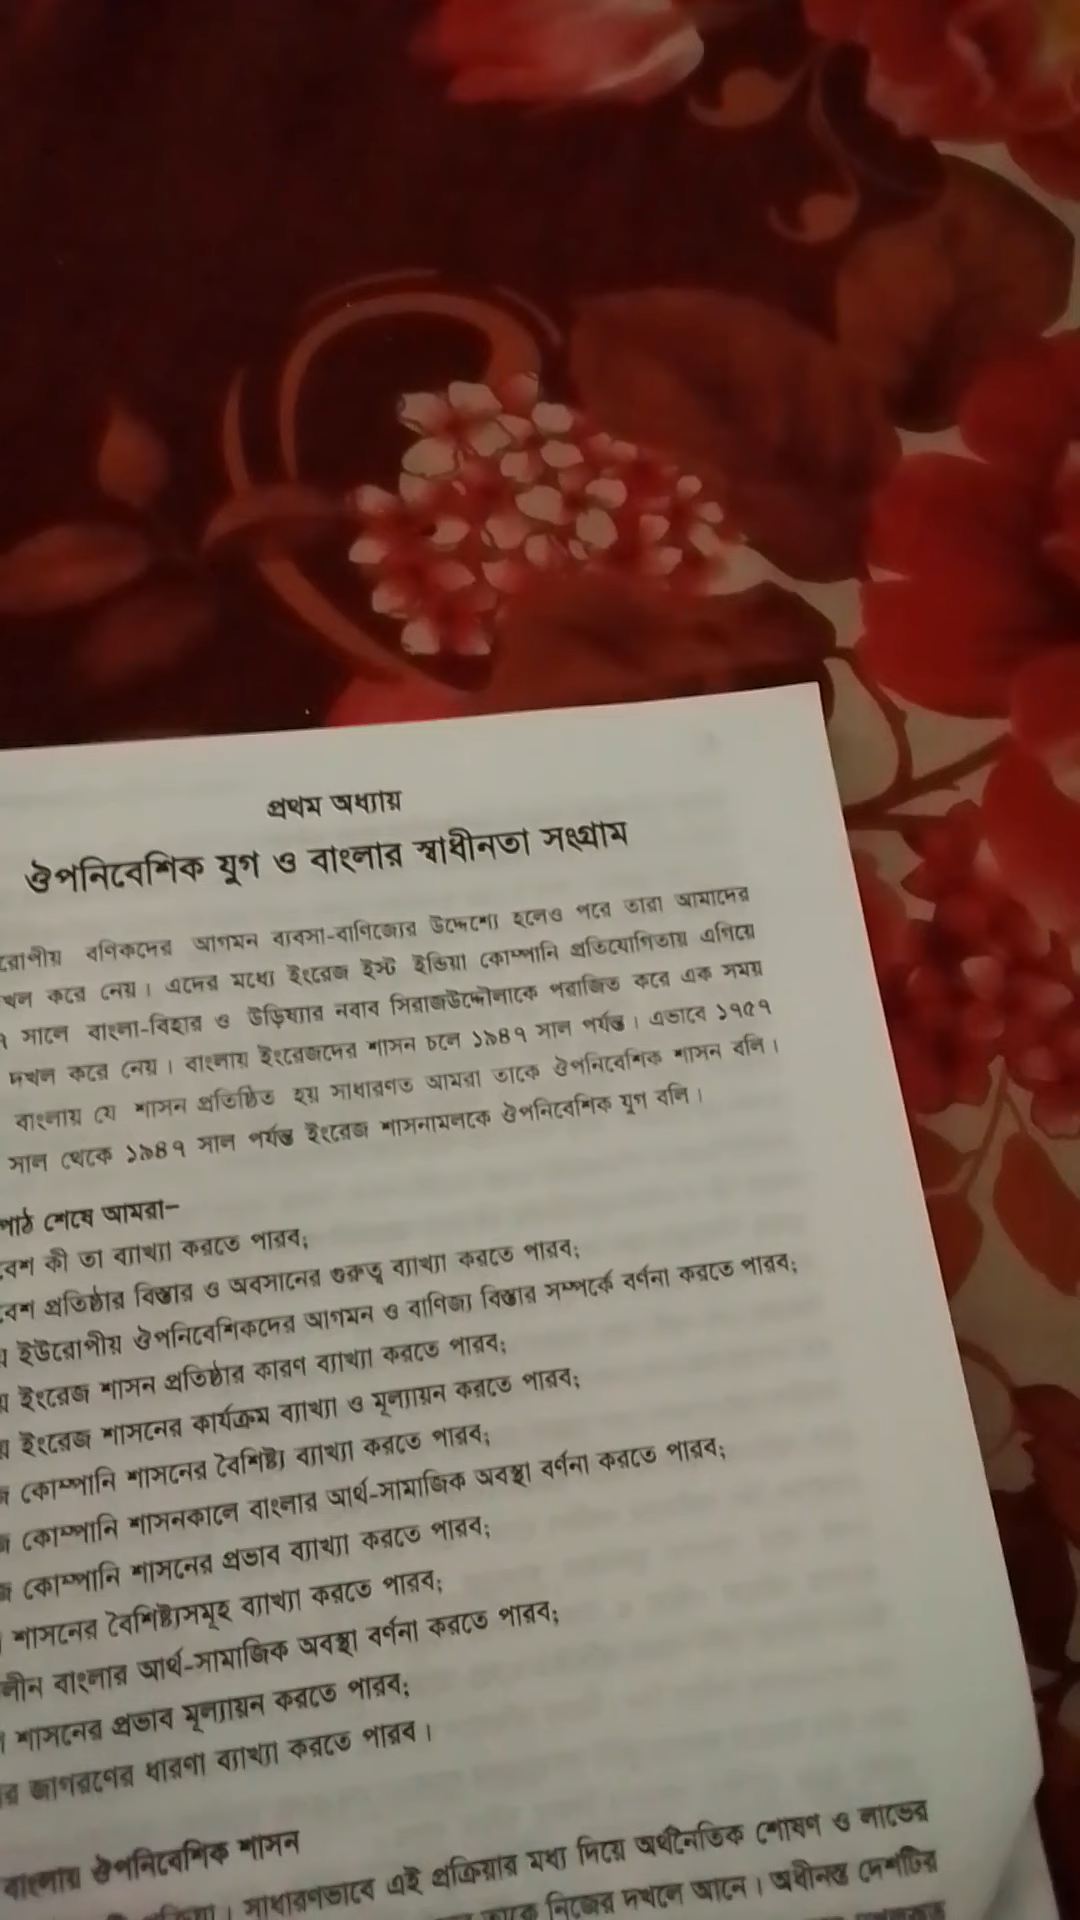 প্রথম অধ্যায়
ঔপনিবেশিক যুগ ও বাংলার স্বাধীনতা সংগ্রাম
রোপীয় বণিকদের আগমন ব্যবসা-বাণিজ্যের উদ্দেশ্যে হলেও পরে তারা আমাদের
খল করে নেয়। এদের মধ্যে ইংরেজ ইস্ট ইন্ডিয়া কোম্পানি প্রতিযোগিতায় এগিয়ে
৭ সালে বাংলা-বিহার ও উড়িষ্যার নবাব সিরাজউদ্দৌলাকে পরাজিত করে এক সময়
দখল করে নেয়। বাংলায় ইংরেজদের শাসন চলে ১৯৪৭ সাল পর্যন্ত। এভাবে ১৭৫৭
বাংলায় যে শাসন প্রতিষ্ঠিত হয় সাধারণত আমরা তাকে ঔপনিবেশিক শাসন বলি।
সাল থেকে ১৯৪৭ সাল পর্যন্ত ইংরেজ শাসনামলকে ঔপনিবেশিক যুগ বলি।
পাঠ শেষে আমরা-
বেশ কী তা ব্যাখ্যা করতে পারব;
বেশ প্রতিষ্ঠার বিস্তার ও অবসানের গুরুত্ব ব্যাখ্যা করতে পারব;
য় ইউরোপীয় ঔপনিবেশিকদের আগমন ও বাণিজ্য বিস্তার সম্পর্কে বর্ণনা করতে পারব;
য় ইংরেজ শাসন প্রতিষ্ঠার কারণ ব্যাখ্যা করতে পারব;
য় ইংরেজ শাসনের কার্যক্রম ব্যাখ্যা ও মূল্যায়ন করতে পারব;
জ কোম্পানি শাসনের বৈশিষ্ট্য ব্যাখ্যা করতে পারব;
জ কোম্পানি শাসনকালে বাংলার আর্থ-সামাজিক অবস্থা বর্ণনা করতে পারব;
জ কোম্পানি শাসনের প্রভাব ব্যাখ্যা করতে পারব;
শাসনের বৈশিষ্ট্যসমূহ ব্যাখ্যা করতে পারব;
লীন বাংলার আর্থ-সামাজিক অবস্থা বর্ণনা করতে পারব;
শাসনের প্রভাব মূল্যায়ন করতে পারব;
র জাগরণের ধারণা ব্যাখ্যা করতে পারব।
বাংলায় ঔপনিবেশিক শাসন
সাধারণভাবে এই প্রক্রিয়ার মধ্য দিয়ে অর্থনৈতিক শোষণ ও লাভের
নিজের দখলে আনে। অধীনস্ত দেশটির